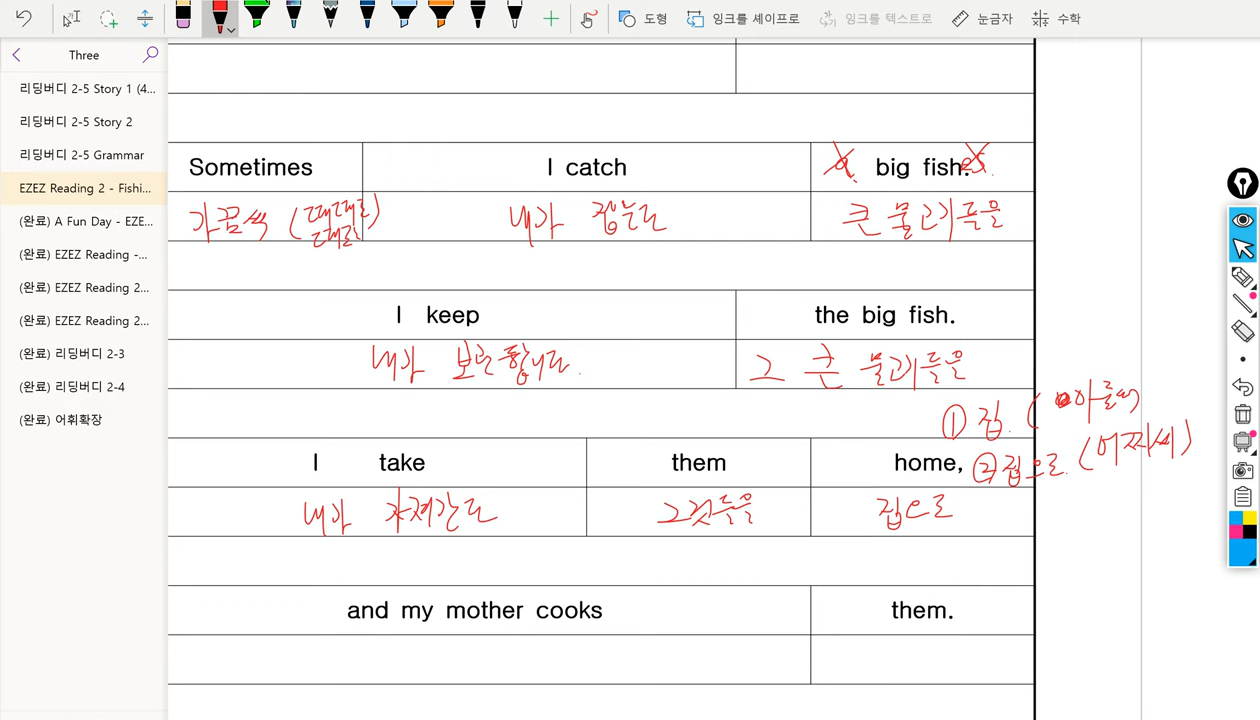 도형
잉크를 셰이프로
잉크를 텍스트로
눈금자
수학
Three
리딩버디 2-5 Story 1 (4...
리딩버디 2-5 Story 2
리딩버디 2-5 Grammar
EZEZ Reading 2 - Fishi...
(완료) A Fun Day - EZE...
(완료) EZEZ Reading -...
(완료) EZEZ Reading 2...
(완료) EZEZ Reading 2...
(완료) 리딩버디 2-3
(완료) 리딩버디 2-4
(완료) 어휘확장
Sometimes I catch a big fish.es.
가끔씩 (때때로) 내가 잡는다 큰 물고기들을
I keep the big fish.
내가 보관합니다. 그 큰 물고기들을
① 집. (
I take them home, ② 집으로. (어찌씨)
내가 가져간다 그것들을 집으로
and my mother cooks them.